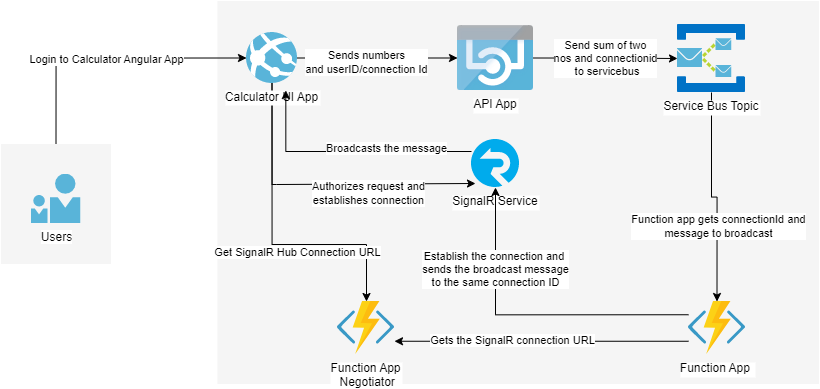 Login to Calculator Angular App
Sends numbers
and userID/connection Id
Send sum of two
nos and connectionid
to servicebus
Calculator UI App
API App
Service Bus Topic
Broadcasts the message
Authorizes request and
establishes connection
SignalR Service
Users
Function app gets connectionId and
message to broadcast
Get SignalR Hub Connection URL
Establish the connection and
sends the broadcast message
to the same connection ID
Gets the SignalR connection URL
Function App
Negotiator
Function App